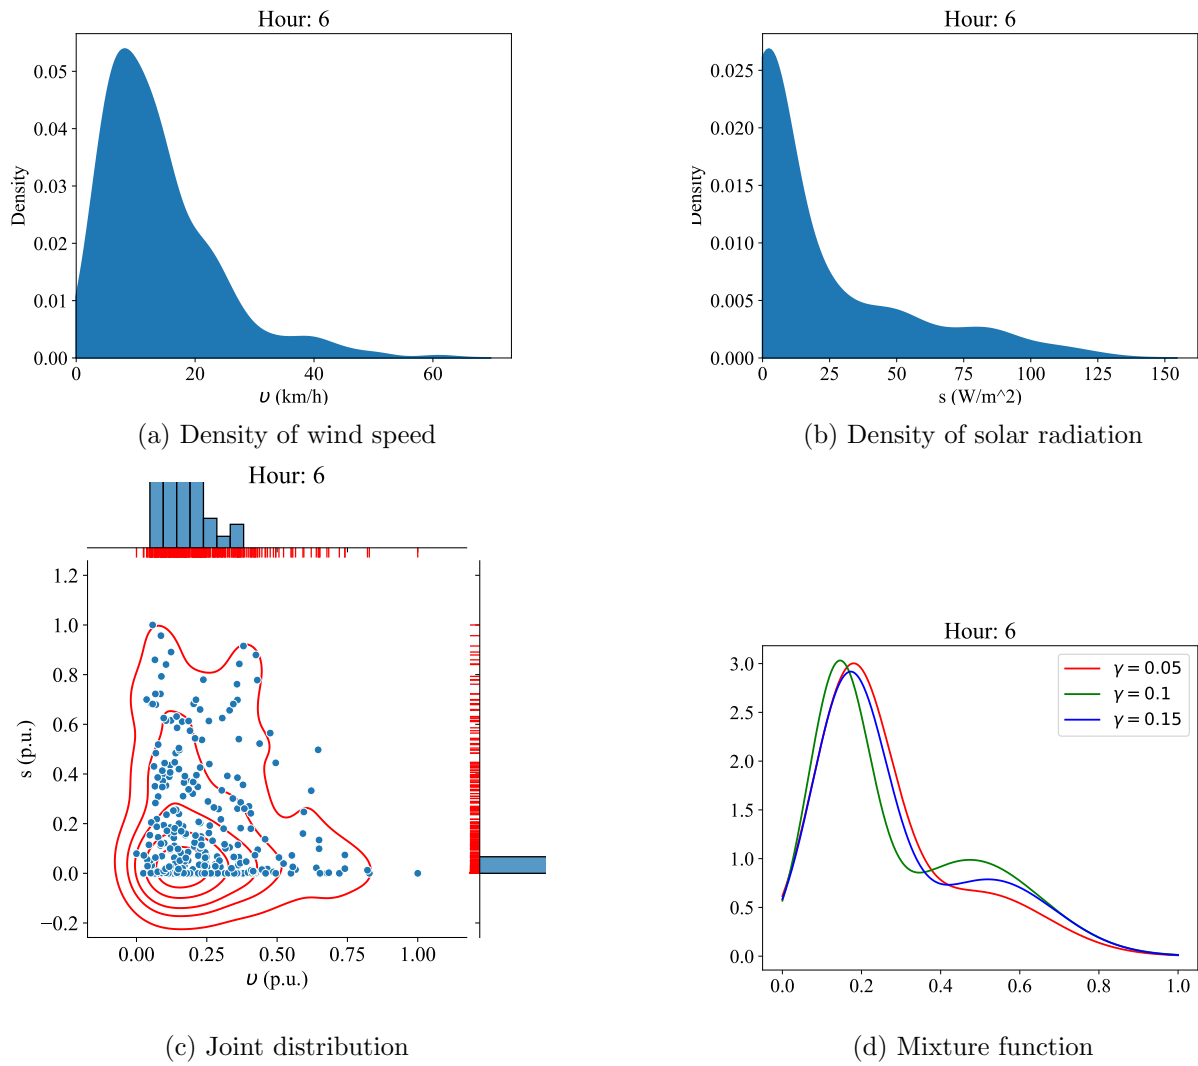 Hour: 6
Density
0.05
0.04
0.03
0.02
0.01
0.00
0 20 40 60
υ (km/h)
(a) Density of wind speed
Hour: 6
Density
0.025
0.020
0.015
0.010
0.005
0.000
0 25 50 75 100 125 150
s (W/m^2)
(b) Density of solar radiation
Hour: 6
s (p.u.)
1.2
1.0
0.8
0.6
0.4
0.2
0.0
−0.2
0.00 0.25 0.50 0.75 1.00
υ (p.u.)
(c) Joint distribution
Hour: 6
γ = 0.05
γ = 0.1
γ = 0.15
3.0
2.5
2.0
1.5
1.0
0.5
0.0
0.0 0.2 0.4 0.6 0.8 1.0
(d) Mixture function